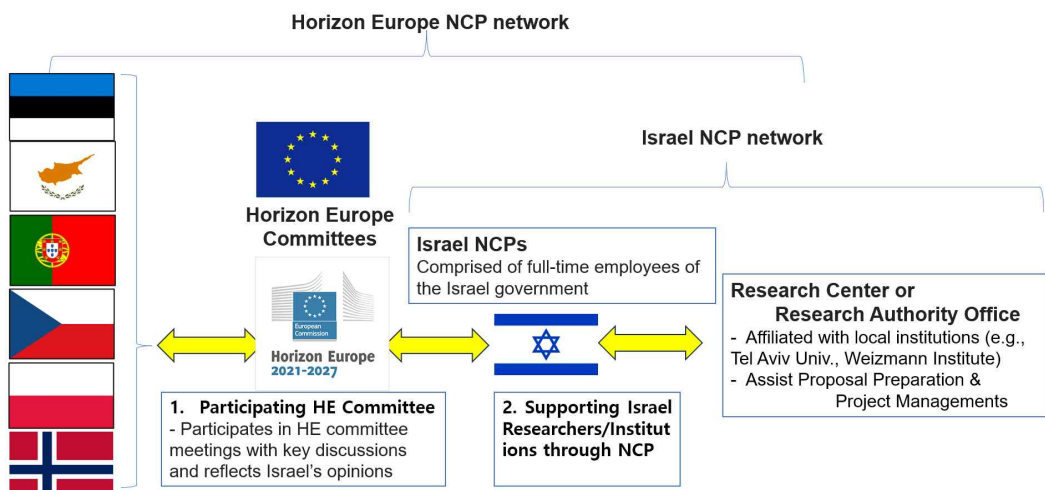 Horizon Europe NCP network
Israel NCP network
Horizon Europe
Committees
European
Commission
Horizon Europe
2021-2027
Israel NCPs
Comprised of full-time employees of
the Israel government
Research Center or
Research Authority Office
- Affiliated with local institutions (e.g.,
Tel Aviv Univ., Weizmann Institute)
- Assist Proposal Preparation &
Project Managements
1. Participating HE Committee
- Participates in HE committee
meetings with key discussions
and reflects Israel's opinions
2. Supporting Israel
Researchers/Institut
ions through NCP